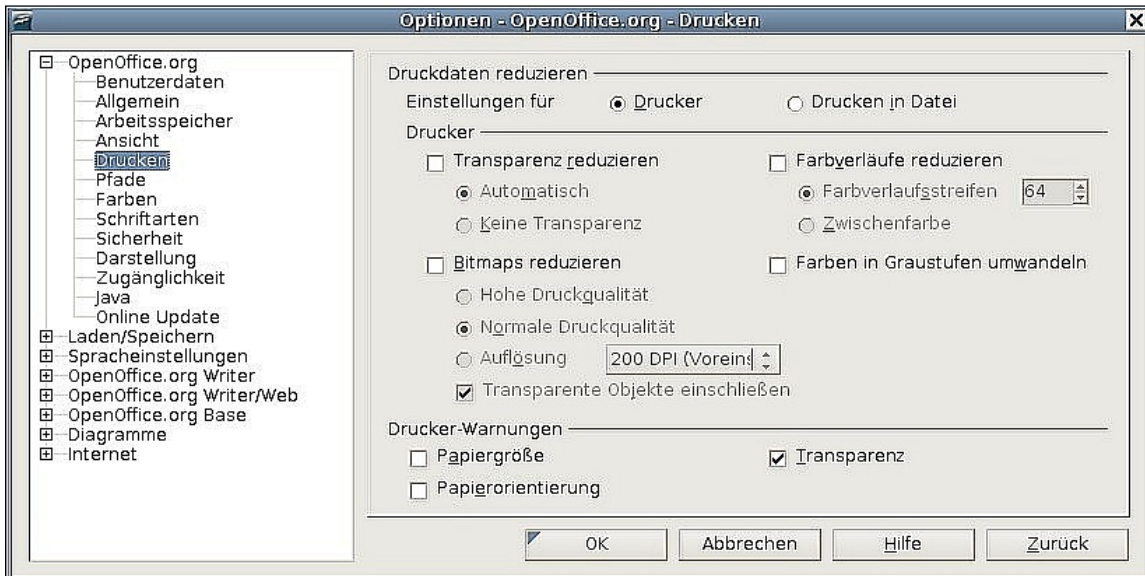 Optionen - OpenOffice.org - Drucken
OpenOffice.org
Benutzerdaten
Allgemein
Arbeitsspeicher
Ansicht
Drucken
Pfade
Farben
Schriftarten
Sicherheit
Darstellung
Zugänglichkeit
Java
Online Update
Laden/Speichern
Spracheinstellungen
OpenOffice.org Writer
OpenOffice.org Writer/Web
OpenOffice.org Base
Diagramme
Internet
Druckdaten reduzieren
Einstellungen für Drucker Drucken in Datei
Drucker
Transparenz reduzieren Farbverläufe reduzieren
Automatisch Farbverlaufsstreifen 64
Keine Transparenz Zwischenfarbe
Bitmaps reduzieren Farben in Graustufen umwandeln
Hohe Druckqualität
Normale Druckqualität
Auflösung 200 DPI (Voreins
Transparente Objekte einschließen
Drucker-Warnungen
Papiergröße Transparenz
Papierorientierung
OK Abbrechen Hilfe Zurück